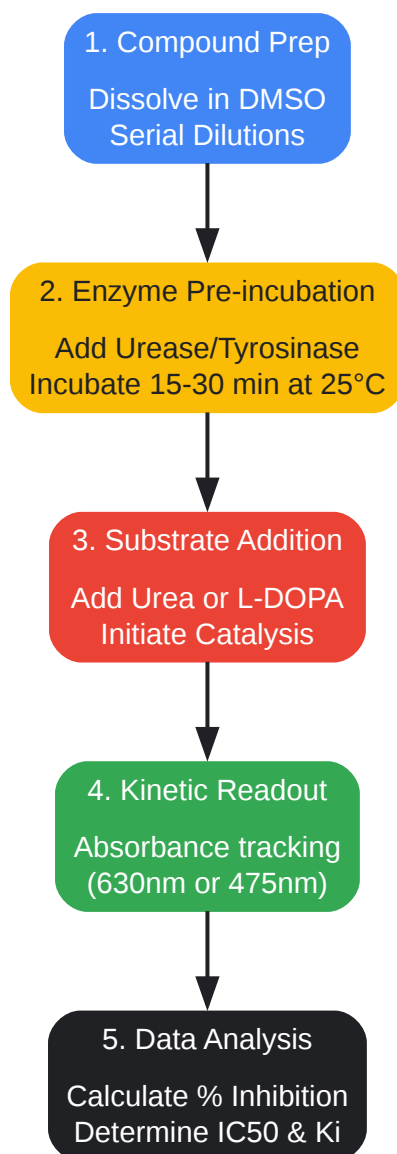 1. Compound Prep
Dissolve in DMSO
Serial Dilutions
2. Enzyme Pre-incubation
Add Urease/Tyrosinase
Incubate 15-30 min at 25°C
3. Substrate Addition
Add Urea or L-DOPA
Initiate Catalysis
4. Kinetic Readout
Absorbance tracking
(630nm or 475nm)
5. Data Analysis
Calculate % Inhibition
Determine IC50 & Ki